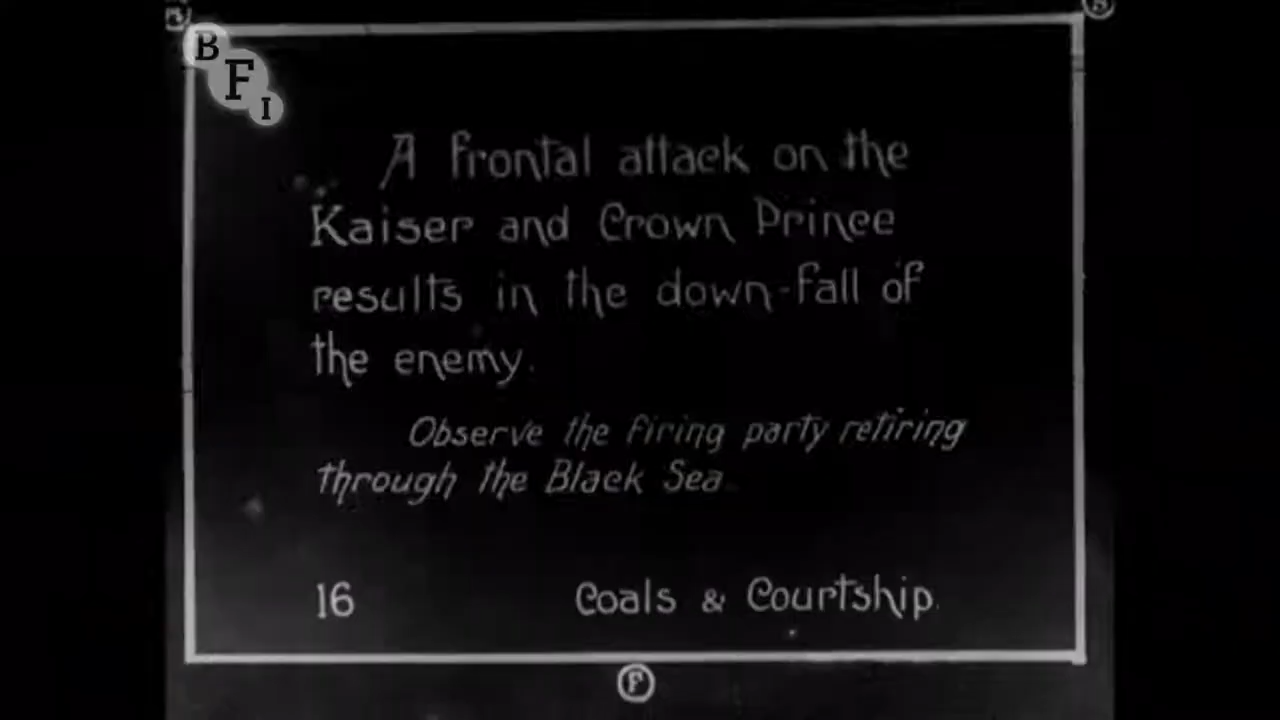 B
F
I
A frontal attack on the
Kaiser and Crown Prince
results in the down-fall of
the enemy.
Observe the firing party retiring
through the Black Sea.
16 Coals & Courtship.
F